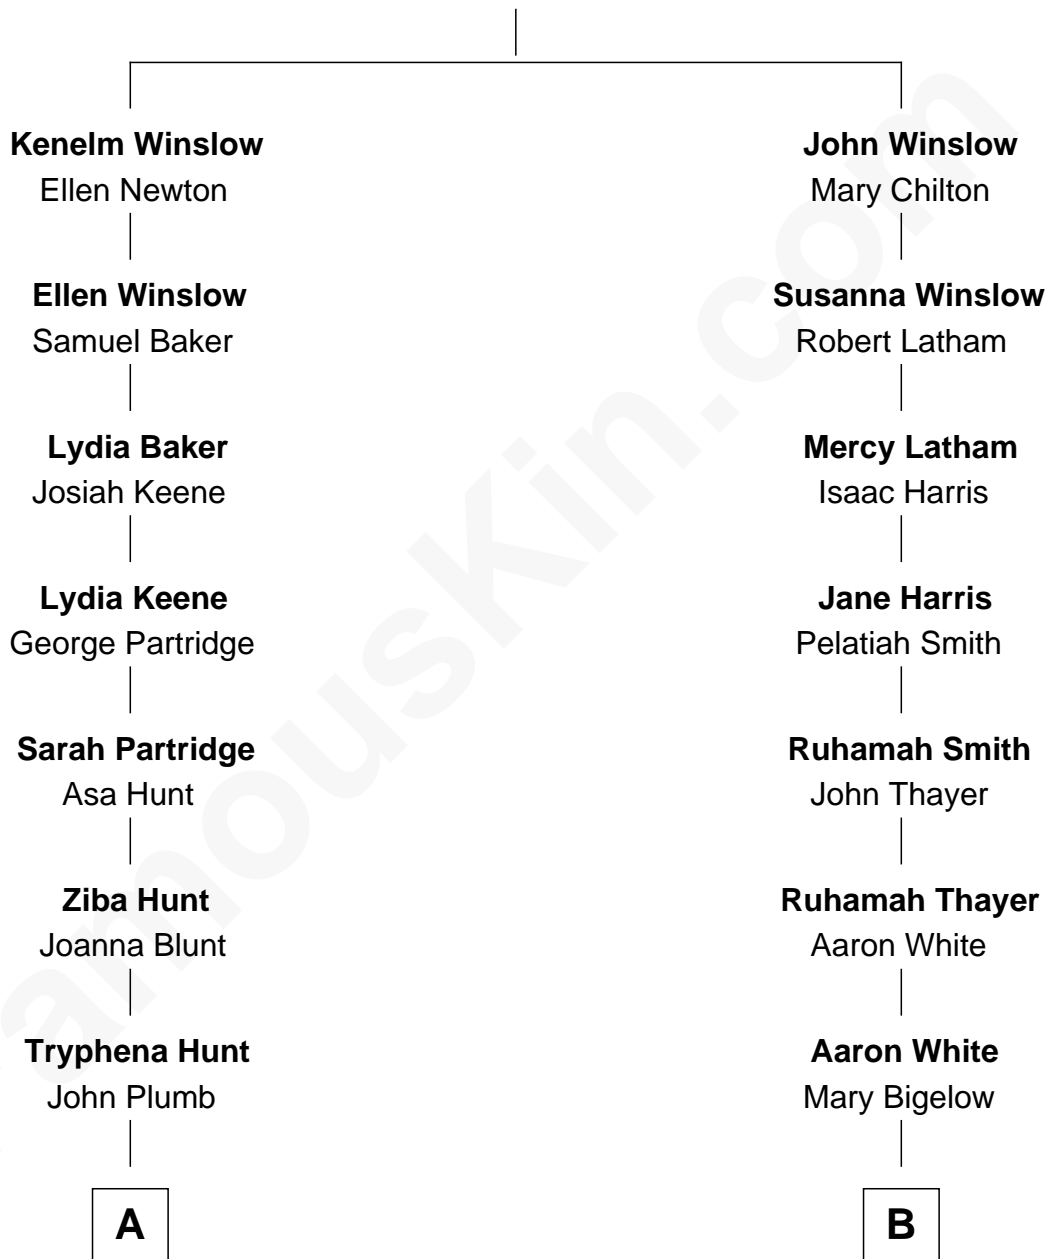 Kenelm Winslow
Ellen Newton
John Winslow
Mary Chilton
Ellen Winslow
Samuel Baker
Susanna Winslow
Robert Latham
Lydia Baker
Josiah Keene
Mercy Latham
Isaac Harris
Lydia Keene
George Partridge
Jane Harris
Pelatiah Smith
Sarah Partridge
Asa Hunt
Ruhamah Smith
John Thayer
Ziba Hunt
Joanna Blunt
Ruhamah Thayer
Aaron White
Tryphena Hunt
John Plumb
Aaron White
Mary Bigelow
A
B
amouskin.com